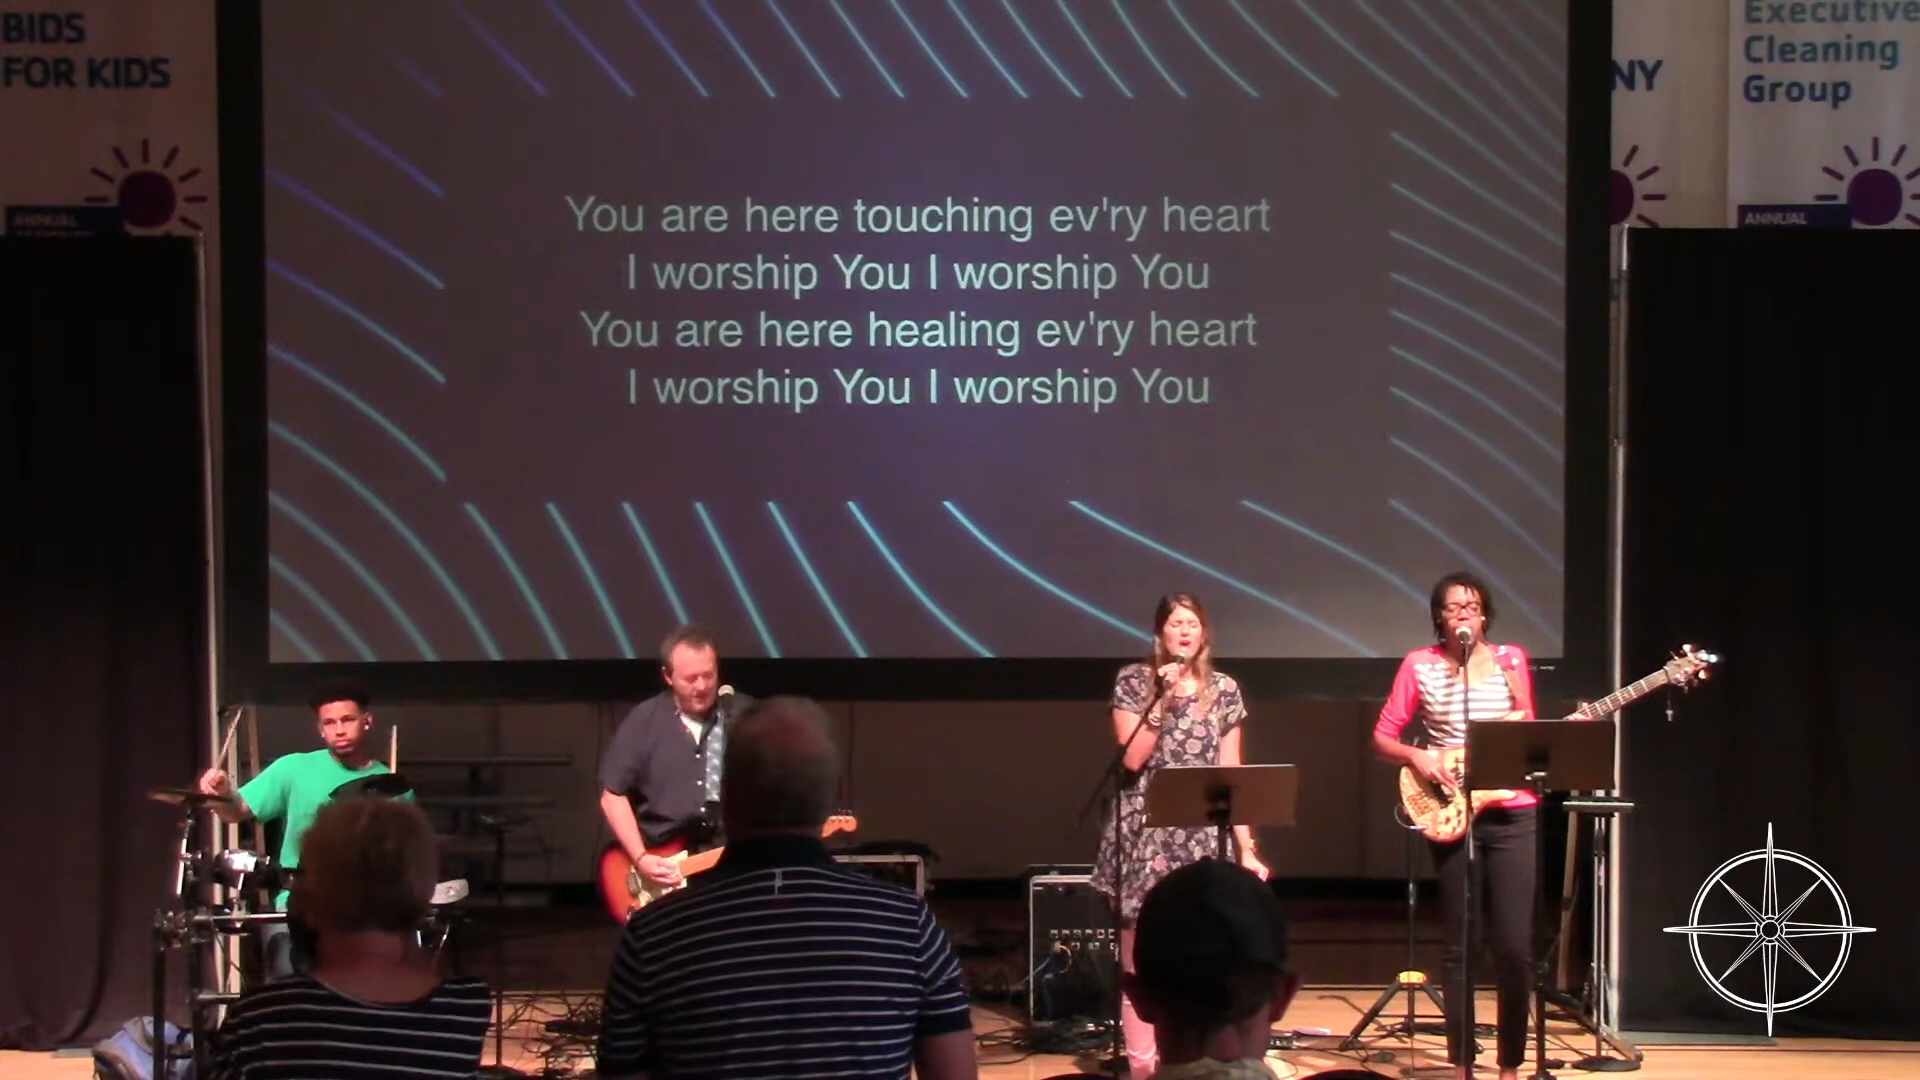 BIDS
FOR KIDS
ANNUAL
You are here touching ev'ry heart
I worship You I worship You
You are here healing ev'ry heart
I worship You I worship You
NY
Executive
Cleaning
Group
ANNUAL